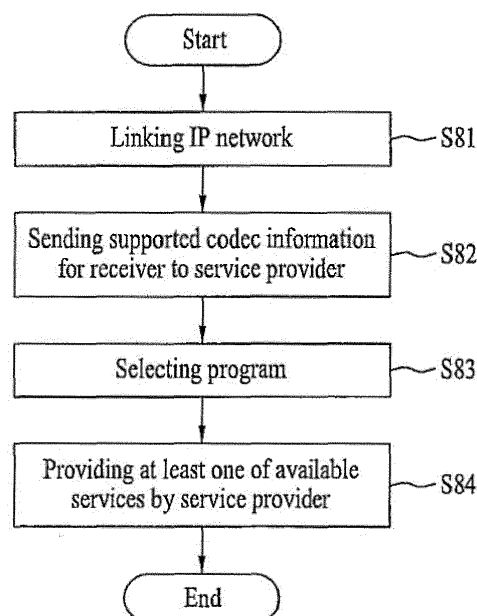 Start
Linking IP network
S81
Sending supported codec information
for receiver to service provider
S82
Selecting program
S83
Providing at least one of available
services by service provider
S84
End